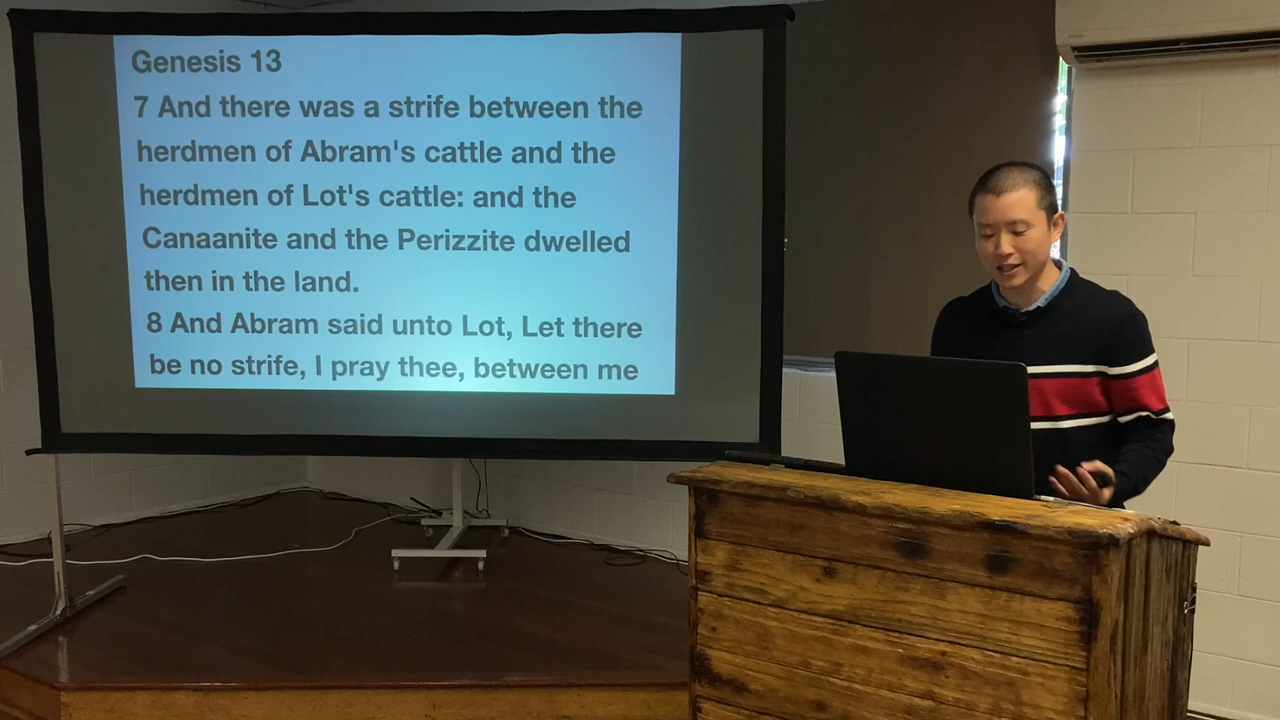 Genesis 13
7 And there was a strife between the
herdmen of Abram's cattle and the
herdmen of Lot's cattle: and the
Canaanite and the Perizzite dwelled
then in the land.
8 And Abram said unto Lot, Let there
be no strife, I pray thee, between me